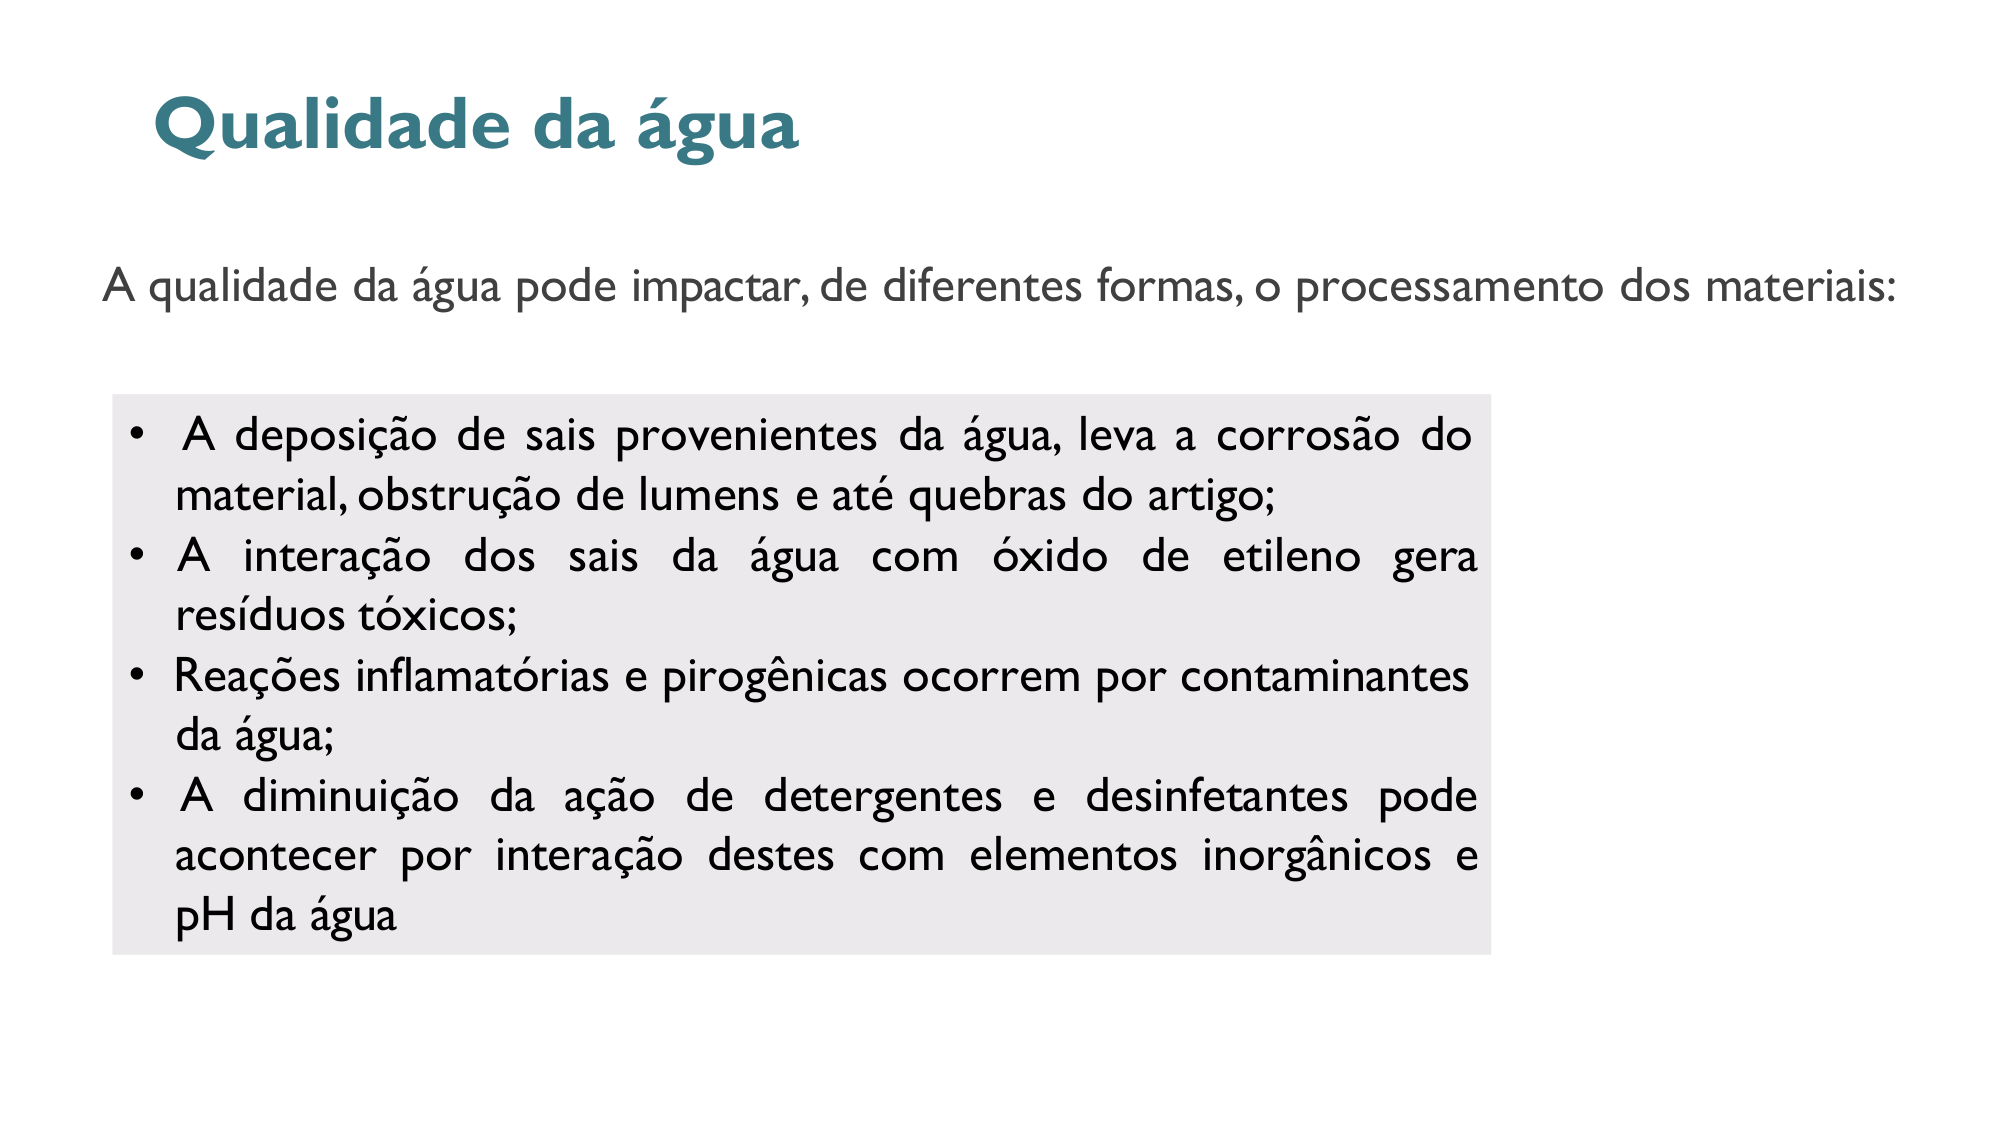 Qualidade da água
A qualidade da água pode impactar, de diferentes formas, o processamento dos materiais:
• A deposição de sais provenientes da água, leva a corrosão do
material, obstrução de lumens e até quebras do artigo;
• A interação dos sais da água com óxido de etileno gera
resíduos tóxicos;
• Reações inflamatórias e pirogênicas ocorrem por contaminantes
da água;
• A diminuição da ação de detergentes e desinfetantes pode
acontecer por interação destes com elementos inorgânicos e
pH da água